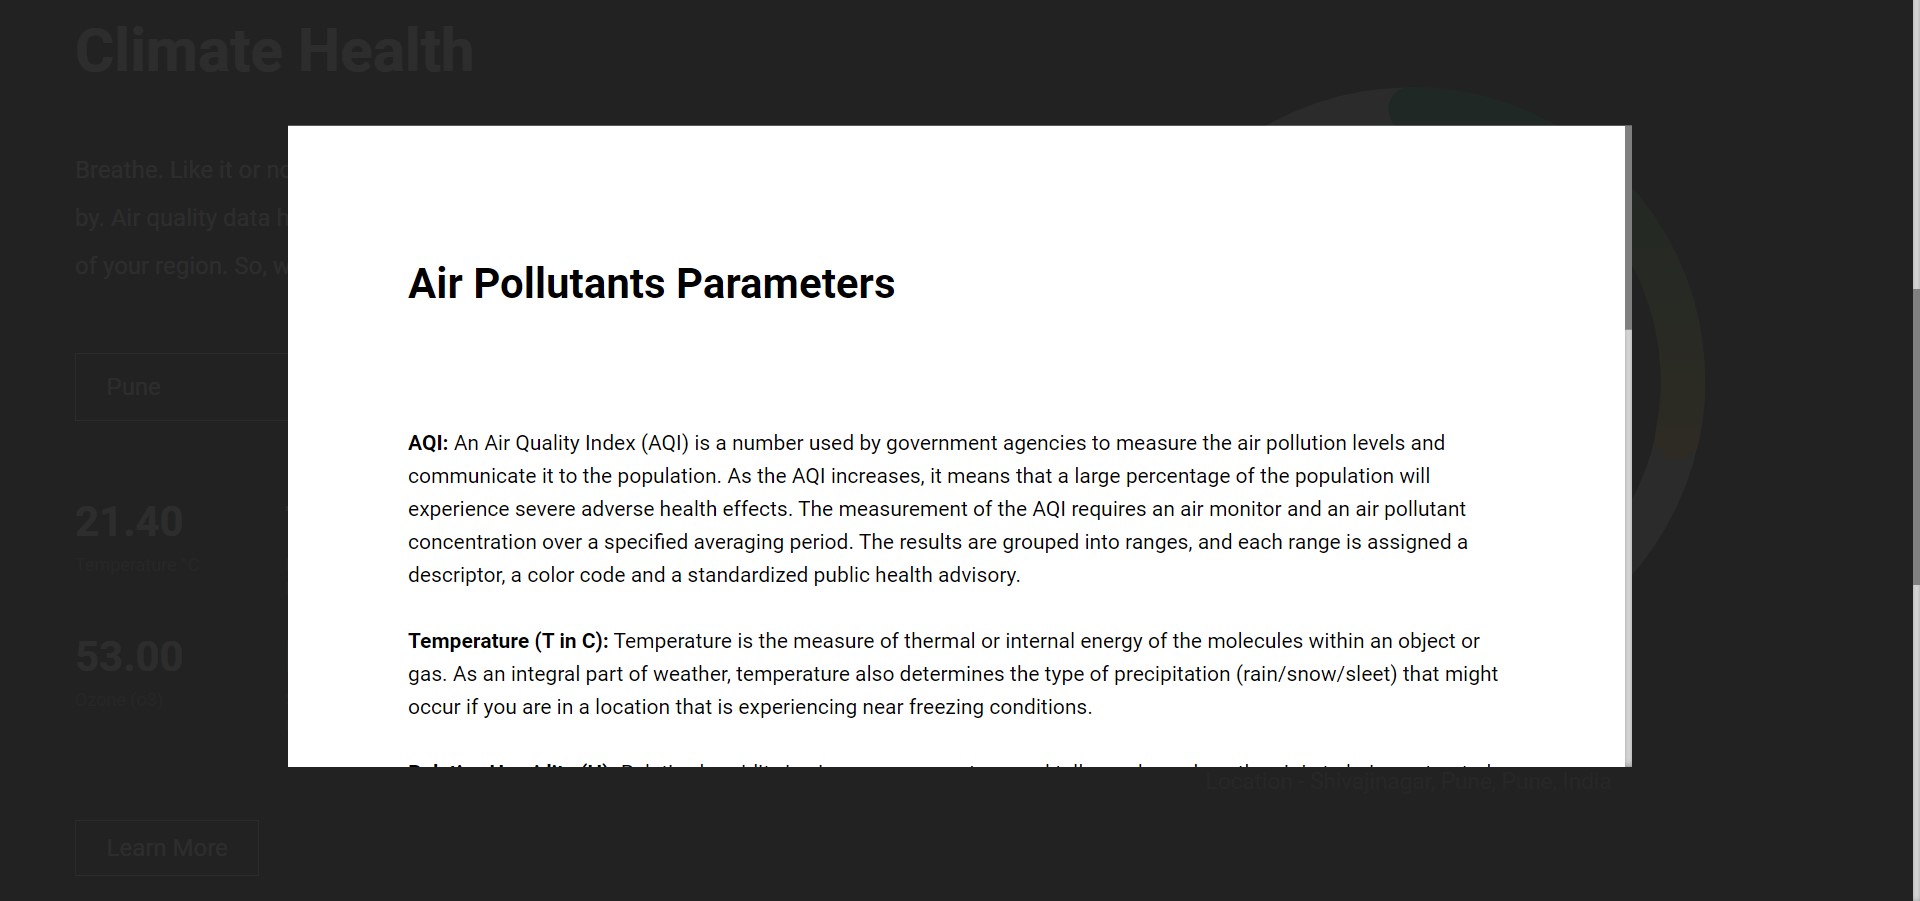 Climate Health
Breathe. Like it or
by. Air quality data
of your region. So,
Pune
21.40
Temperature °C
53.00
Ozone (o3)
Learn More
Air Pollutants Parameters
AQI: An Air Quality Index (AQI) is a number used by government agencies to measure the air pollution levels and
communicate it to the population. As the AQI increases, it means that a large percentage of the population will
experience severe adverse health effects. The measurement of the AQI requires an air monitor and an air pollutant
concentration over a specified averaging period. The results are grouped into ranges, and each range is assigned a
descriptor, a color code and a standardized public health advisory.
Temperature (T in C): Temperature is the measure of thermal or internal energy of the molecules within an object or
gas. As an integral part of weather, temperature also determines the type of precipitation (rain/snow/sleet) that might
occur if you are in a location that is experiencing near freezing conditions.
Location - Shivajinagar, Pune, Pune, India